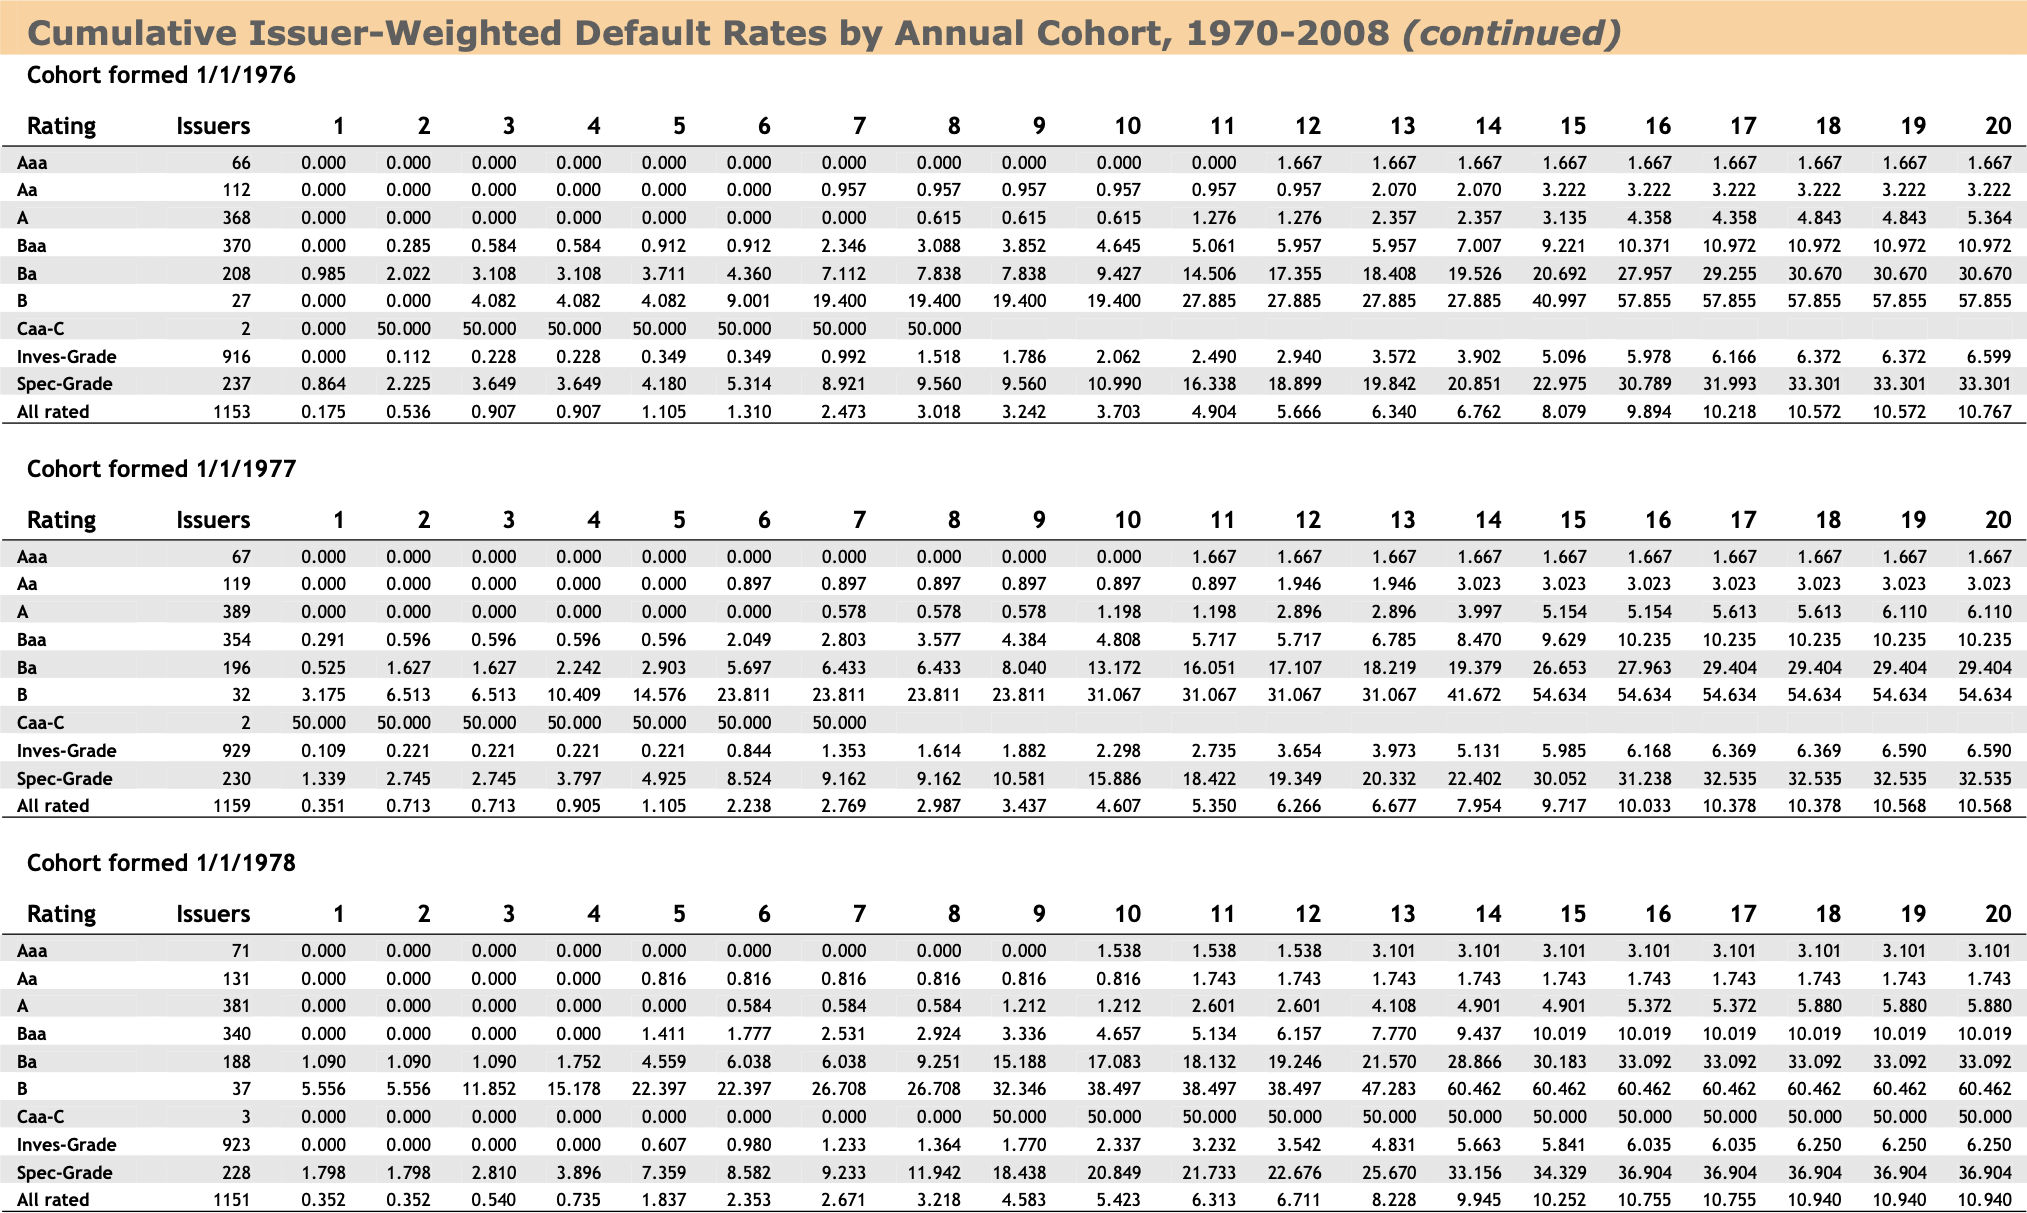 Cumulative Issuer-Weighted Default Rates by Annual Cohort, 1970-2008 (continued)
Cohort formed 1/1/1976
Rating Issuers 1 2 3 4 5 6 7 8 9 10 11 12 13 14 15 16 17 18 19 20
Aaa 66 0.000 0.000 0.000 0.000 0.000 0.000 0.000 0.000 0.000 0.000 0.000 1.667 1.667 1.667 1.667 1.667 1.667 1.667 1.667 1.667
Aa 112 0.000 0.000 0.000 0.000 0.000 0.000 0.957 0.957 0.957 0.957 0.957 0.957 2.070 2.070 3.222 3.222 3.222 3.222 3.222 3.222
A 368 0.000 0.000 0.000 0.000 0.000 0.000 0.000 0.615 0.615 0.615 1.276 1.276 2.357 2.357 3.135 4.358 4.358 4.843 4.843 5.364
Baa 370 0.000 0.285 0.584 0.584 0.912 0.912 2.346 3.088 3.852 4.645 5.061 5.957 5.957 7.007 9.221 10.371 10.972 10.972 10.972 10.972
Ba 208 0.985 2.022 3.108 3.108 3.711 4.360 7.112 7.838 7.838 9.427 14.506 17.355 18.408 19.526 20.692 27.957 29.255 30.670 30.670 30.670
B 27 0.000 0.000 4.082 4.082 4.082 9.001 19.400 19.400 19.400 19.400 27.885 27.885 27.885 27.885 40.997 57.855 57.855 57.855 57.855 57.855
Caa-C 2 0.000 50.000 50.000 50.000 50.000 50.000 50.000 50.000
Inves-Grade 916 0.000 0.112 0.228 0.228 0.349 0.349 0.992 1.518 1.786 2.062 2.490 2.940 3.572 3.902 5.096 5.978 6.166 6.372 6.372 6.599
Spec-Grade 237 0.864 2.225 3.649 3.649 4.180 5.314 8.921 9.560 9.560 10.990 16.338 18.899 19.842 20.851 22.975 30.789 31.993 33.301 33.301 33.301
All rated 1153 0.175 0.536 0.907 0.907 1.105 1.310 2.473 3.018 3.242 3.703 4.904 5.666 6.340 6.762 8.079 9.894 10.218 10.572 10.572 10.767
Cohort formed 1/1/1977
Rating Issuers 1 2 3 4 5 6 7 8 9 10 11 12 13 14 15 16 17 18 19 20
Aaa 67 0.000 0.000 0.000 0.000 0.000 0.000 0.000 0.000 0.000 0.000 1.667 1.667 1.667 1.667 1.667 1.667 1.667 1.667 1.667 1.667
Aa 119 0.000 0.000 0.000 0.000 0.000 0.897 0.897 0.897 0.897 0.897 0.897 1.946 1.946 3.023 3.023 3.023 3.023 3.023 3.023 3.023
A 389 0.000 0.000 0.000 0.000 0.000 0.000 0.578 0.578 0.578 1.198 1.198 2.896 2.896 3.997 5.154 5.154 5.613 5.613 6.110 6.110
Baa 354 0.291 0.596 0.596 0.596 0.596 2.049 2.803 3.577 4.384 4.808 5.717 5.717 6.785 8.470 9.629 10.235 10.235 10.235 10.235 10.235
Ba 196 0.525 1.627 1.627 2.242 2.903 5.697 6.433 6.433 8.040 13.172 16.051 17.107 18.219 19.379 26.653 27.963 29.404 29.404 29.404 29.404
B 32 3.175 6.513 6.513 10.409 14.576 23.811 23.811 23.811 23.811 31.067 31.067 31.067 31.067 41.672 54.634 54.634 54.634 54.634 54.634 54.634
Caa-C 2 50.000 50.000 50.000 50.000 50.000 50.000 50.000
Inves-Grade 929 0.109 0.221 0.221 0.221 0.221 0.844 1.353 1.614 1.882 2.298 2.735 3.654 3.973 5.131 5.985 6.168 6.369 6.369 6.590 6.590
Spec-Grade 230 1.339 2.745 2.745 3.797 4.925 8.524 9.162 9.162 10.581 15.886 18.422 19.349 20.332 22.402 30.052 31.238 32.535 32.535 32.535 32.535
All rated 1159 0.351 0.713 0.713 0.905 1.105 2.238 2.769 2.987 3.437 4.607 5.350 6.266 6.677 7.954 9.717 10.033 10.378 10.378 10.568 10.568
Cohort formed 1/1/1978
Rating Issuers 1 2 3 4 5 6 7 8 9 10 11 12 13 14 15 16 17 18 19 20
Aaa 71 0.000 0.000 0.000 0.000 0.000 0.000 0.000 0.000 0.000 1.538 1.538 1.538 3.101 3.101 3.101 3.101 3.101 3.101 3.101 3.101
Aa 131 0.000 0.000 0.000 0.000 0.816 0.816 0.816 0.816 0.816 0.816 1.743 1.743 1.743 1.743 1.743 1.743 1.743 1.743 1.743 1.743
A 381 0.000 0.000 0.000 0.000 0.000 0.584 0.584 0.584 1.212 1.212 2.601 2.601 4.108 4.901 4.901 5.372 5.372 5.880 5.880 5.880
Baa 340 0.000 0.000 0.000 0.000 1.411 1.777 2.531 2.924 3.336 4.657 5.134 6.157 7.770 9.437 10.019 10.019 10.019 10.019 10.019 10.019
Ba 188 1.090 1.090 1.090 1.752 4.559 6.038 6.038 9.251 15.188 17.083 18.132 19.246 21.570 28.866 30.183 33.092 33.092 33.092 33.092 33.092
B 37 5.556 5.556 11.852 15.178 22.397 22.397 26.708 26.708 32.346 38.497 38.497 38.497 47.283 60.462 60.462 60.462 60.462 60.462 60.462 60.462
Caa-C 3 0.000 0.000 0.000 0.000 0.000 0.000 0.000 0.000 50.000 50.000 50.000 50.000 50.000 50.000 50.000 50.000 50.000 50.000 50.000 50.000
Inves-Grade 923 0.000 0.000 0.000 0.000 0.607 0.980 1.233 1.364 1.770 2.337 3.232 3.542 4.831 5.663 5.841 6.035 6.035 6.250 6.250 6.250
Spec-Grade 228 1.798 1.798 2.810 3.896 7.359 8.582 9.233 11.942 18.438 20.849 21.733 22.676 25.670 33.156 34.329 36.904 36.904 36.904 36.904 36.904
All rated 1151 0.352 0.352 0.540 0.735 1.837 2.353 2.671 3.218 4.583 5.423 6.313 6.711 8.228 9.945 10.252 10.755 10.755 10.940 10.940 10.940